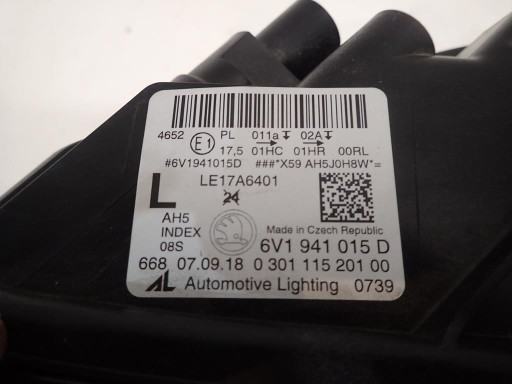 4652 E1 PL 011a 02A
17,5 01HC 01HR 00RL
#6V1941015D ###*X59 AH5J0H8W*=
L LE17A6401
24
AH5
INDEX Made in Czech Republic
08S 6V1 941 015 D
668 07.09.18 0 301 115 201 00
AL Automotive Lighting 0739